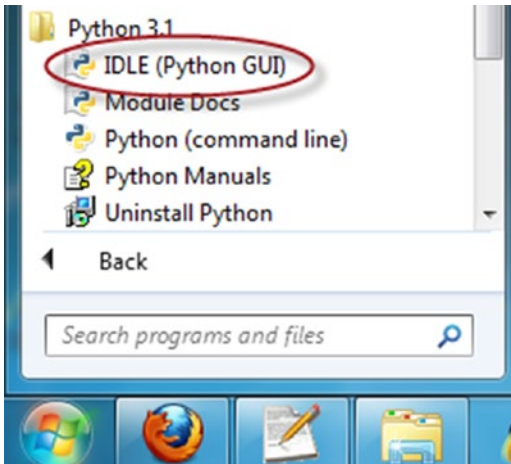 Python 3.1
IDLE (Python GUI)
Module Docs
Python (command line)
Python Manuals
Uninstall Python
Back
Search programs and files